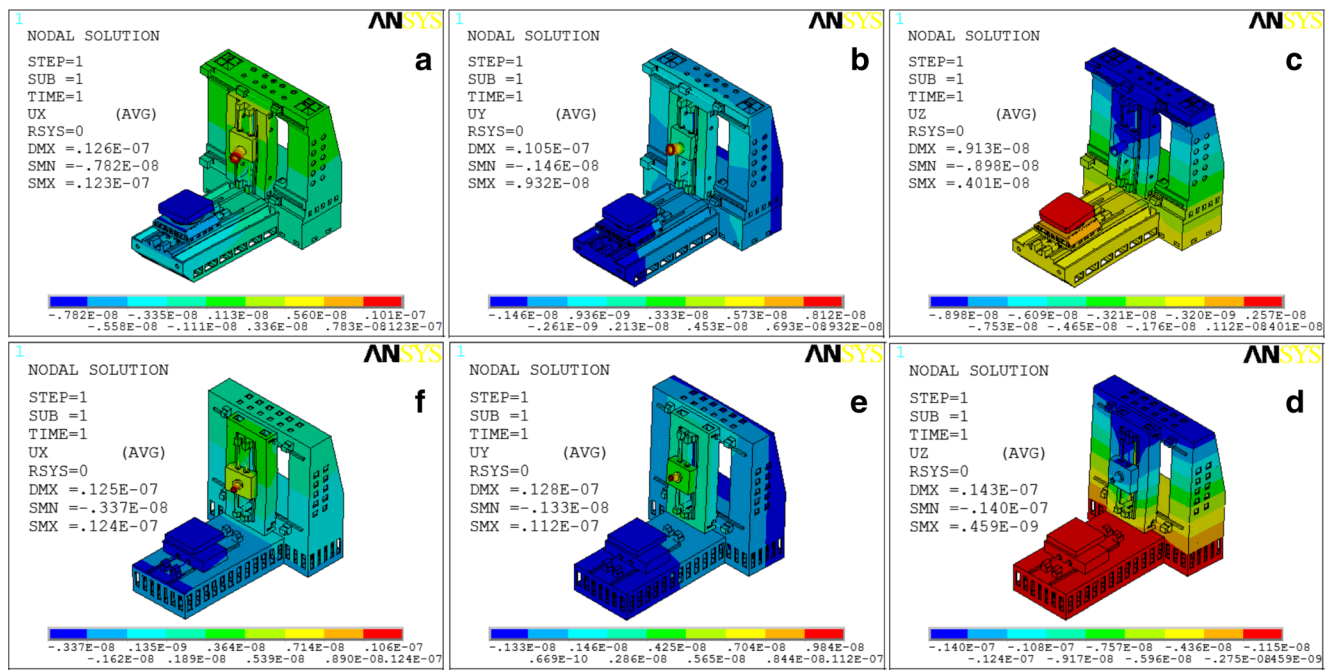 1
ANSYS
NODAL SOLUTION
a
STEP=1
SUB =1
TIME=1
UX (AVG)
RSYS=0
DMX =.126E-07
SMN =-.782E-08
SMX =.123E-07
-.782E-08 -.335E-08 .113E-08 .560E-08 .101E-07
-.558E-08 -.111E-08 .336E-08 .783E-08 .123E-07
1
ANSYS
NODAL SOLUTION
b
STEP=1
SUB =1
TIME=1
UY (AVG)
RSYS=0
DMX =.105E-07
SMN =-.146E-08
SMX =.932E-08
-.146E-08 .936E-09 .333E-08 .573E-08 .812E-08
-.261E-09 .213E-08 .453E-08 .693E-08 .932E-08
1
ANSYS
NODAL SOLUTION
c
STEP=1
SUB =1
TIME=1
UZ (AVG)
RSYS=0
DMX =.913E-08
SMN =-.898E-08
SMX =.401E-08
-.898E-08 -.609E-08 -.321E-08 -.320E-09 .257E-08
-.753E-08 -.465E-08 -.176E-08 .112E-08 .401E-08
1
ANSYS
NODAL SOLUTION
f
STEP=1
SUB =1
TIME=1
UX (AVG)
RSYS=0
DMX =.125E-07
SMN =-.337E-08
SMX =.124E-07
-.337E-08 .135E-09 .364E-08 .714E-08 .106E-07
-.162E-08 .189E-08 .539E-08 .890E-08 .124E-07
1
ANSYS
NODAL SOLUTION
e
STEP=1
SUB =1
TIME=1
UY (AVG)
RSYS=0
DMX =.128E-07
SMN =-.133E-08
SMX =.112E-07
-.133E-08 .146E-08 .425E-08 .704E-08 .984E-08
.669E-10 .286E-08 .565E-08 .844E-08 .112E-07
1
ANSYS
NODAL SOLUTION
d
STEP=1
SUB =1
TIME=1
UZ (AVG)
RSYS=0
DMX =.143E-07
SMN =-.140E-07
SMX =.459E-09
-.140E-07 -.108E-07 -.757E-08 -.436E-08 -.115E-08
-.124E-07 -.917E-08 -.596E-08 -.275E-08 .459E-09